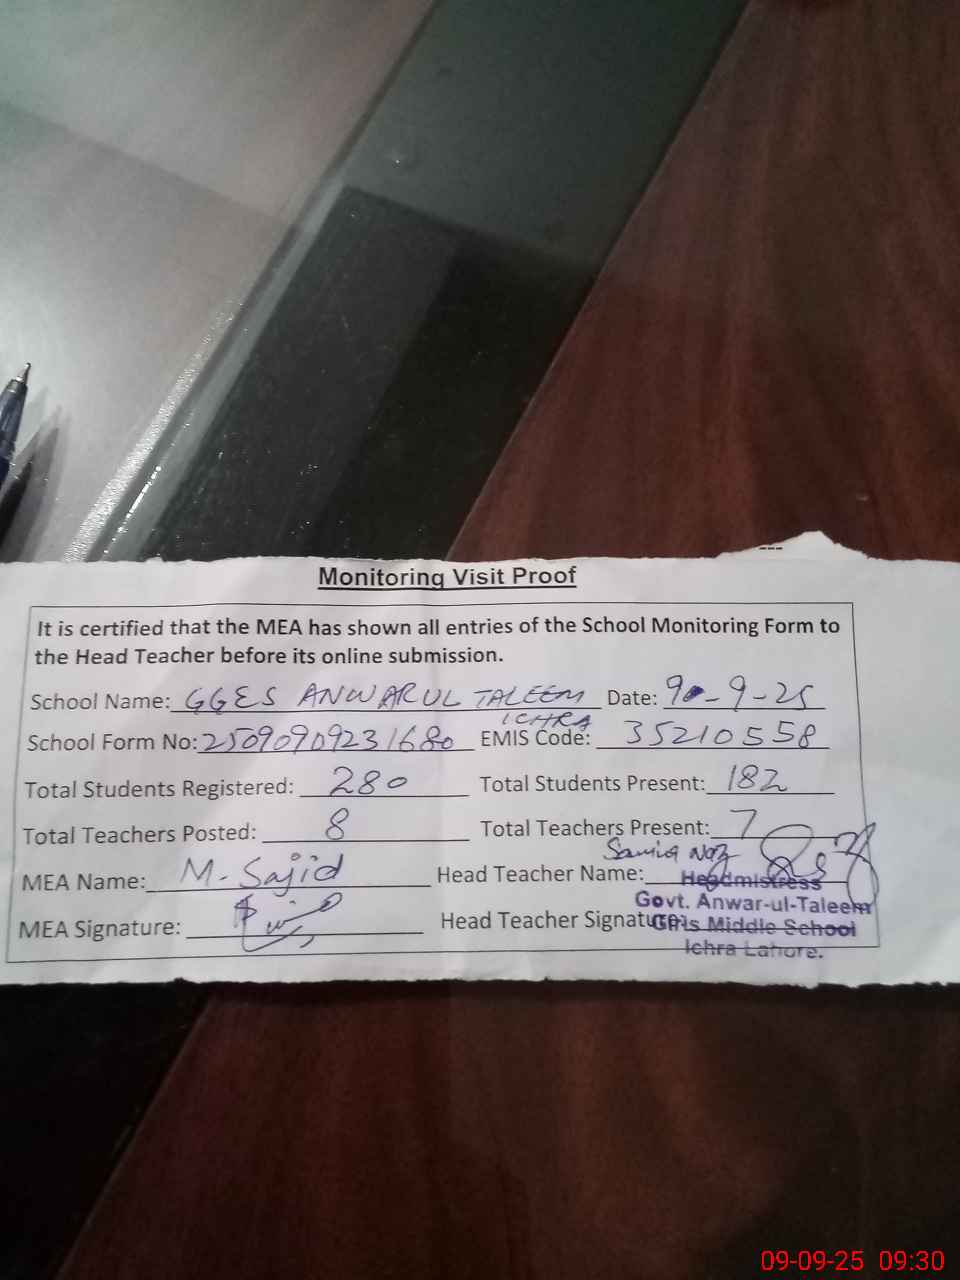 Monitoring Visit Proof
It is certified that the MEA has shown all entries of the School Monitoring Form to
the Head Teacher before its online submission.
School Name: GGES ANWARUL TALEEM Date: 9-9-25
ICHRA
School Form No: 2509090923 1680 EMIS Code: 35210558
Total Students Registered: 280 Total Students Present: 182
Total Teachers Posted: 8 Total Teachers Present: 7
Samia Naz
MEA Name: M. Sajid Head Teacher Name:
Headmistress
Govt. Anwar-ul-Taleem
MEA Signature: Head Teacher Signature:
Girls Middle School
Ichra Lahore.
09-09-25 09:30